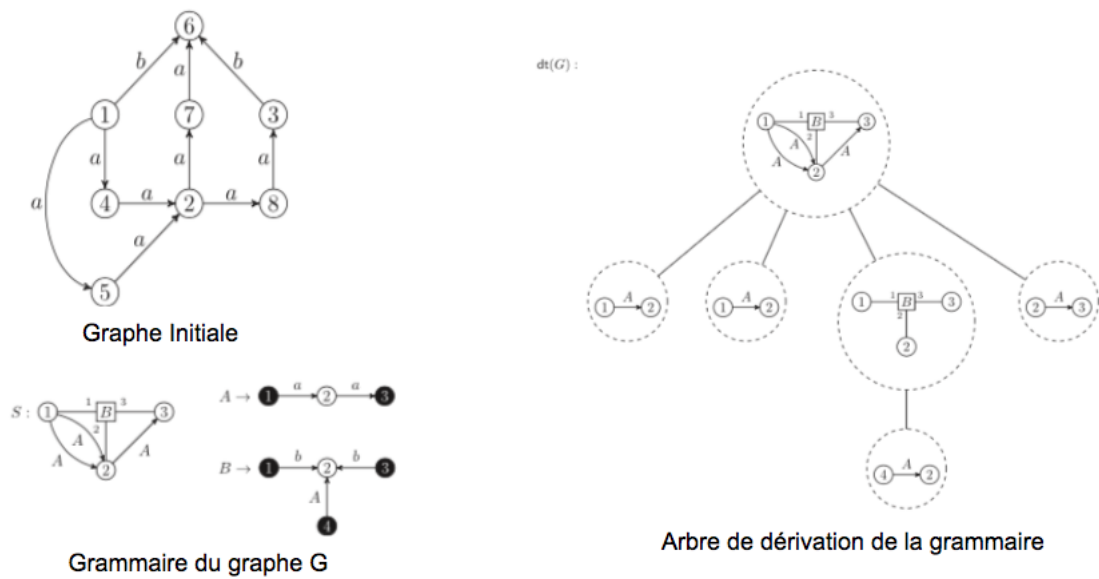 6
b
a
b
1
7
3
a
a
a
a
4
a
2
a
8
a
5
Graphe Initiale
S :
1
1
B
3
3
2
A
A
A
2
A →
1
a
2
a
3
B →
1
b
2
b
3
A
4
Grammaire du graphe G
dt(G) :
1
1
B
3
3
2
A
A
A
2
1 A 2
1 A 2
1
1
B
3
3
2
2
2 A 3
4 A 2
Arbre de dérivation de la grammaire